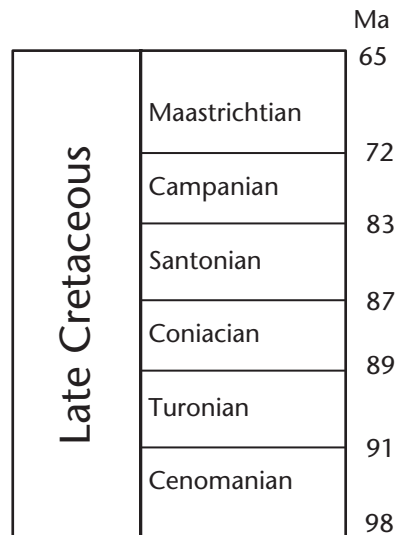 Ma
65
Late Cretaceous
Maastrichtian
72
Campanian
83
Santonian
87
Coniacian
89
Turonian
91
Cenomanian
98